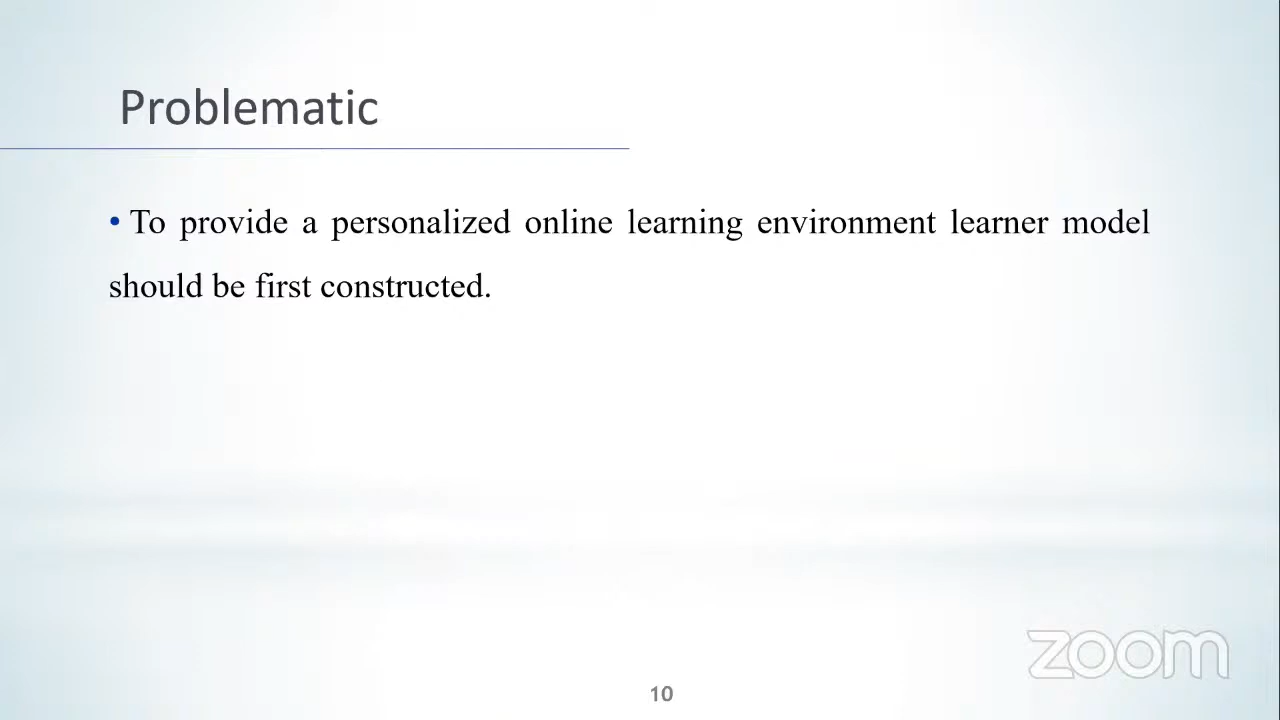 Problematic
• To provide a personalized online learning environment learner model
should be first constructed.
zoom
10